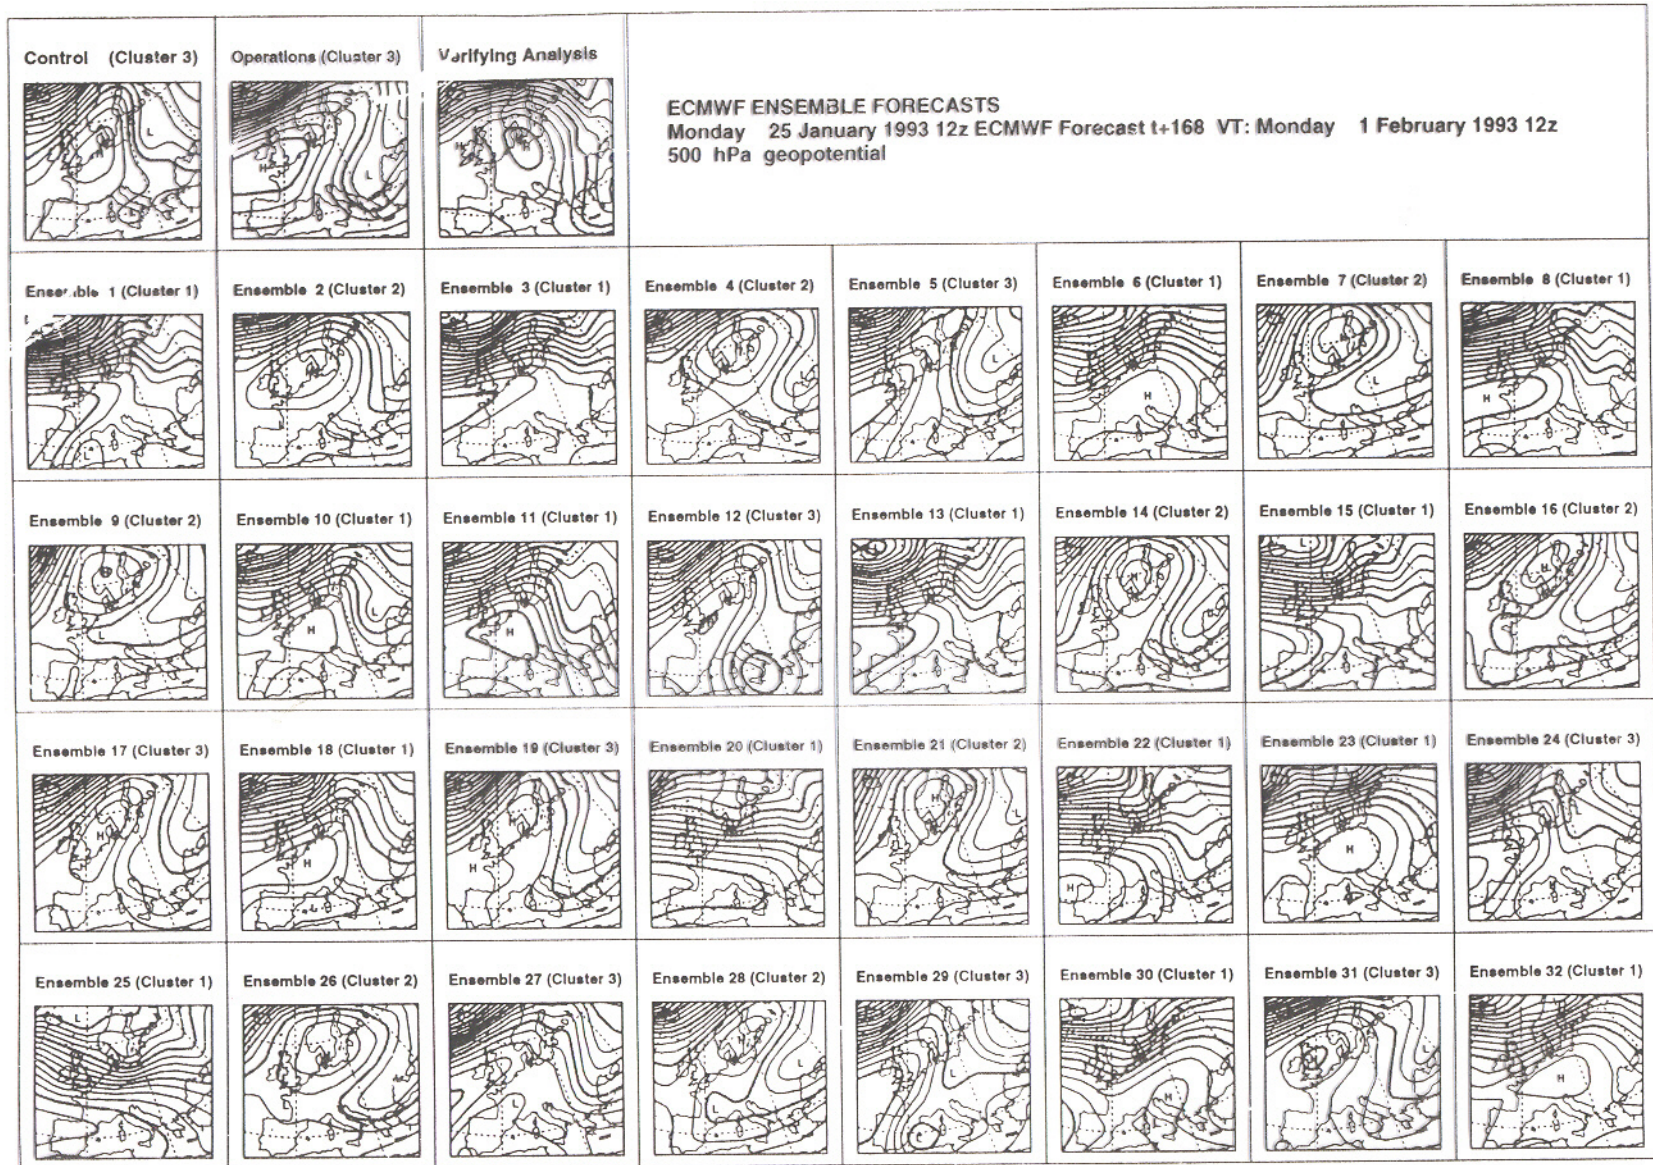 Control (Cluster 3)
Operations (Cluster 3)
Verifying Analysis
ECMWF ENSEMBLE FORECASTS
Monday 25 January 1993 12z ECMWF Forecast t+168 VT: Monday 1 February 1993 12z
500 hPa geopotential
L
H
L
H
L
H
H
H
Ensemble 1 (Cluster 1)
Ensemble 2 (Cluster 2)
Ensemble 3 (Cluster 1)
Ensemble 4 (Cluster 2)
Ensemble 5 (Cluster 3)
Ensemble 6 (Cluster 1)
Ensemble 7 (Cluster 2)
Ensemble 8 (Cluster 1)
L
H
L
H
Ensemble 9 (Cluster 2)
Ensemble 10 (Cluster 1)
Ensemble 11 (Cluster 1)
Ensemble 12 (Cluster 3)
Ensemble 13 (Cluster 1)
Ensemble 14 (Cluster 2)
Ensemble 15 (Cluster 1)
Ensemble 16 (Cluster 2)
L
H
L
H
L
H
L
H
Ensemble 17 (Cluster 3)
Ensemble 18 (Cluster 1)
Ensemble 19 (Cluster 3)
Ensemble 20 (Cluster 1)
Ensemble 21 (Cluster 2)
Ensemble 22 (Cluster 1)
Ensemble 23 (Cluster 1)
Ensemble 24 (Cluster 3)
H
H
L
H
H
H
L
H
H
Ensemble 25 (Cluster 1)
Ensemble 26 (Cluster 2)
Ensemble 27 (Cluster 3)
Ensemble 28 (Cluster 2)
Ensemble 29 (Cluster 3)
Ensemble 30 (Cluster 1)
Ensemble 31 (Cluster 3)
Ensemble 32 (Cluster 1)
L
L
H
L
L
L
L
H
H
H